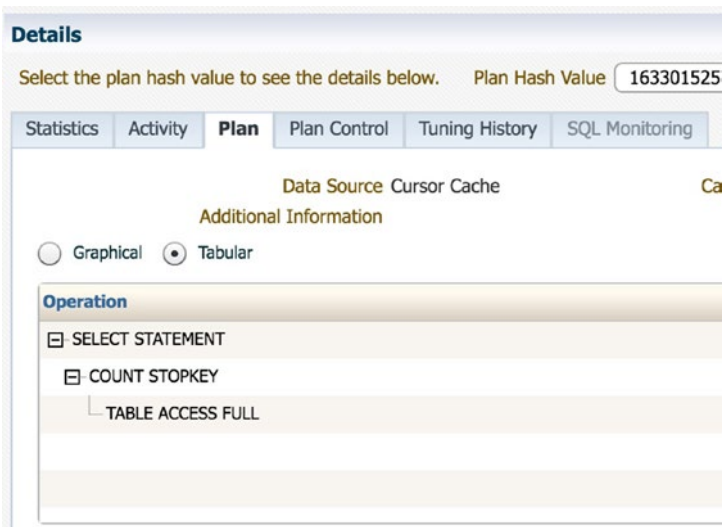 Details
Select the plan hash value to see the details below. Plan Hash Value 163301525
Statistics Activity Plan Plan Control Tuning History SQL Monitoring
Data Source Cursor Cache Ca
Additional Information
Graphical Tabular
Operation
SELECT STATEMENT
COUNT STOPKEY
TABLE ACCESS FULL